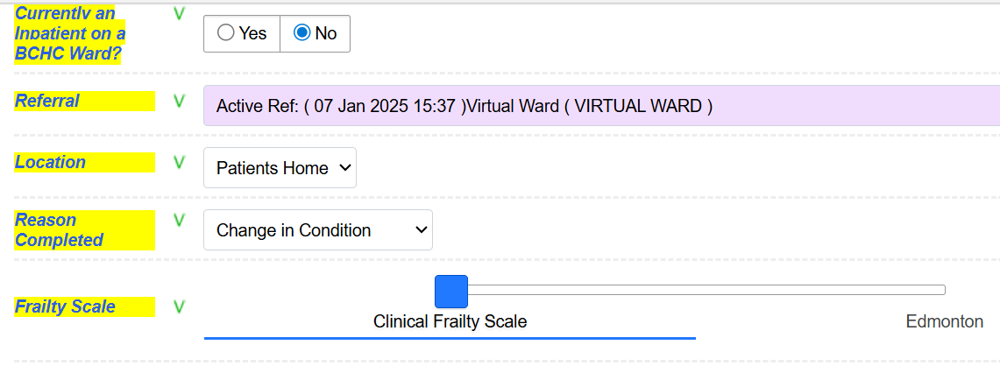 Currently an
Inpatient on a
BCHC Ward?
V
Yes
No
Referral
V
Active Ref: ( 07 Jan 2025 15:37 )Virtual Ward ( VIRTUAL WARD )
Location
V
Patients Home
Reason
Completed
V
Change in Condition
Frailty Scale
V
Clinical Frailty Scale
Edmonton